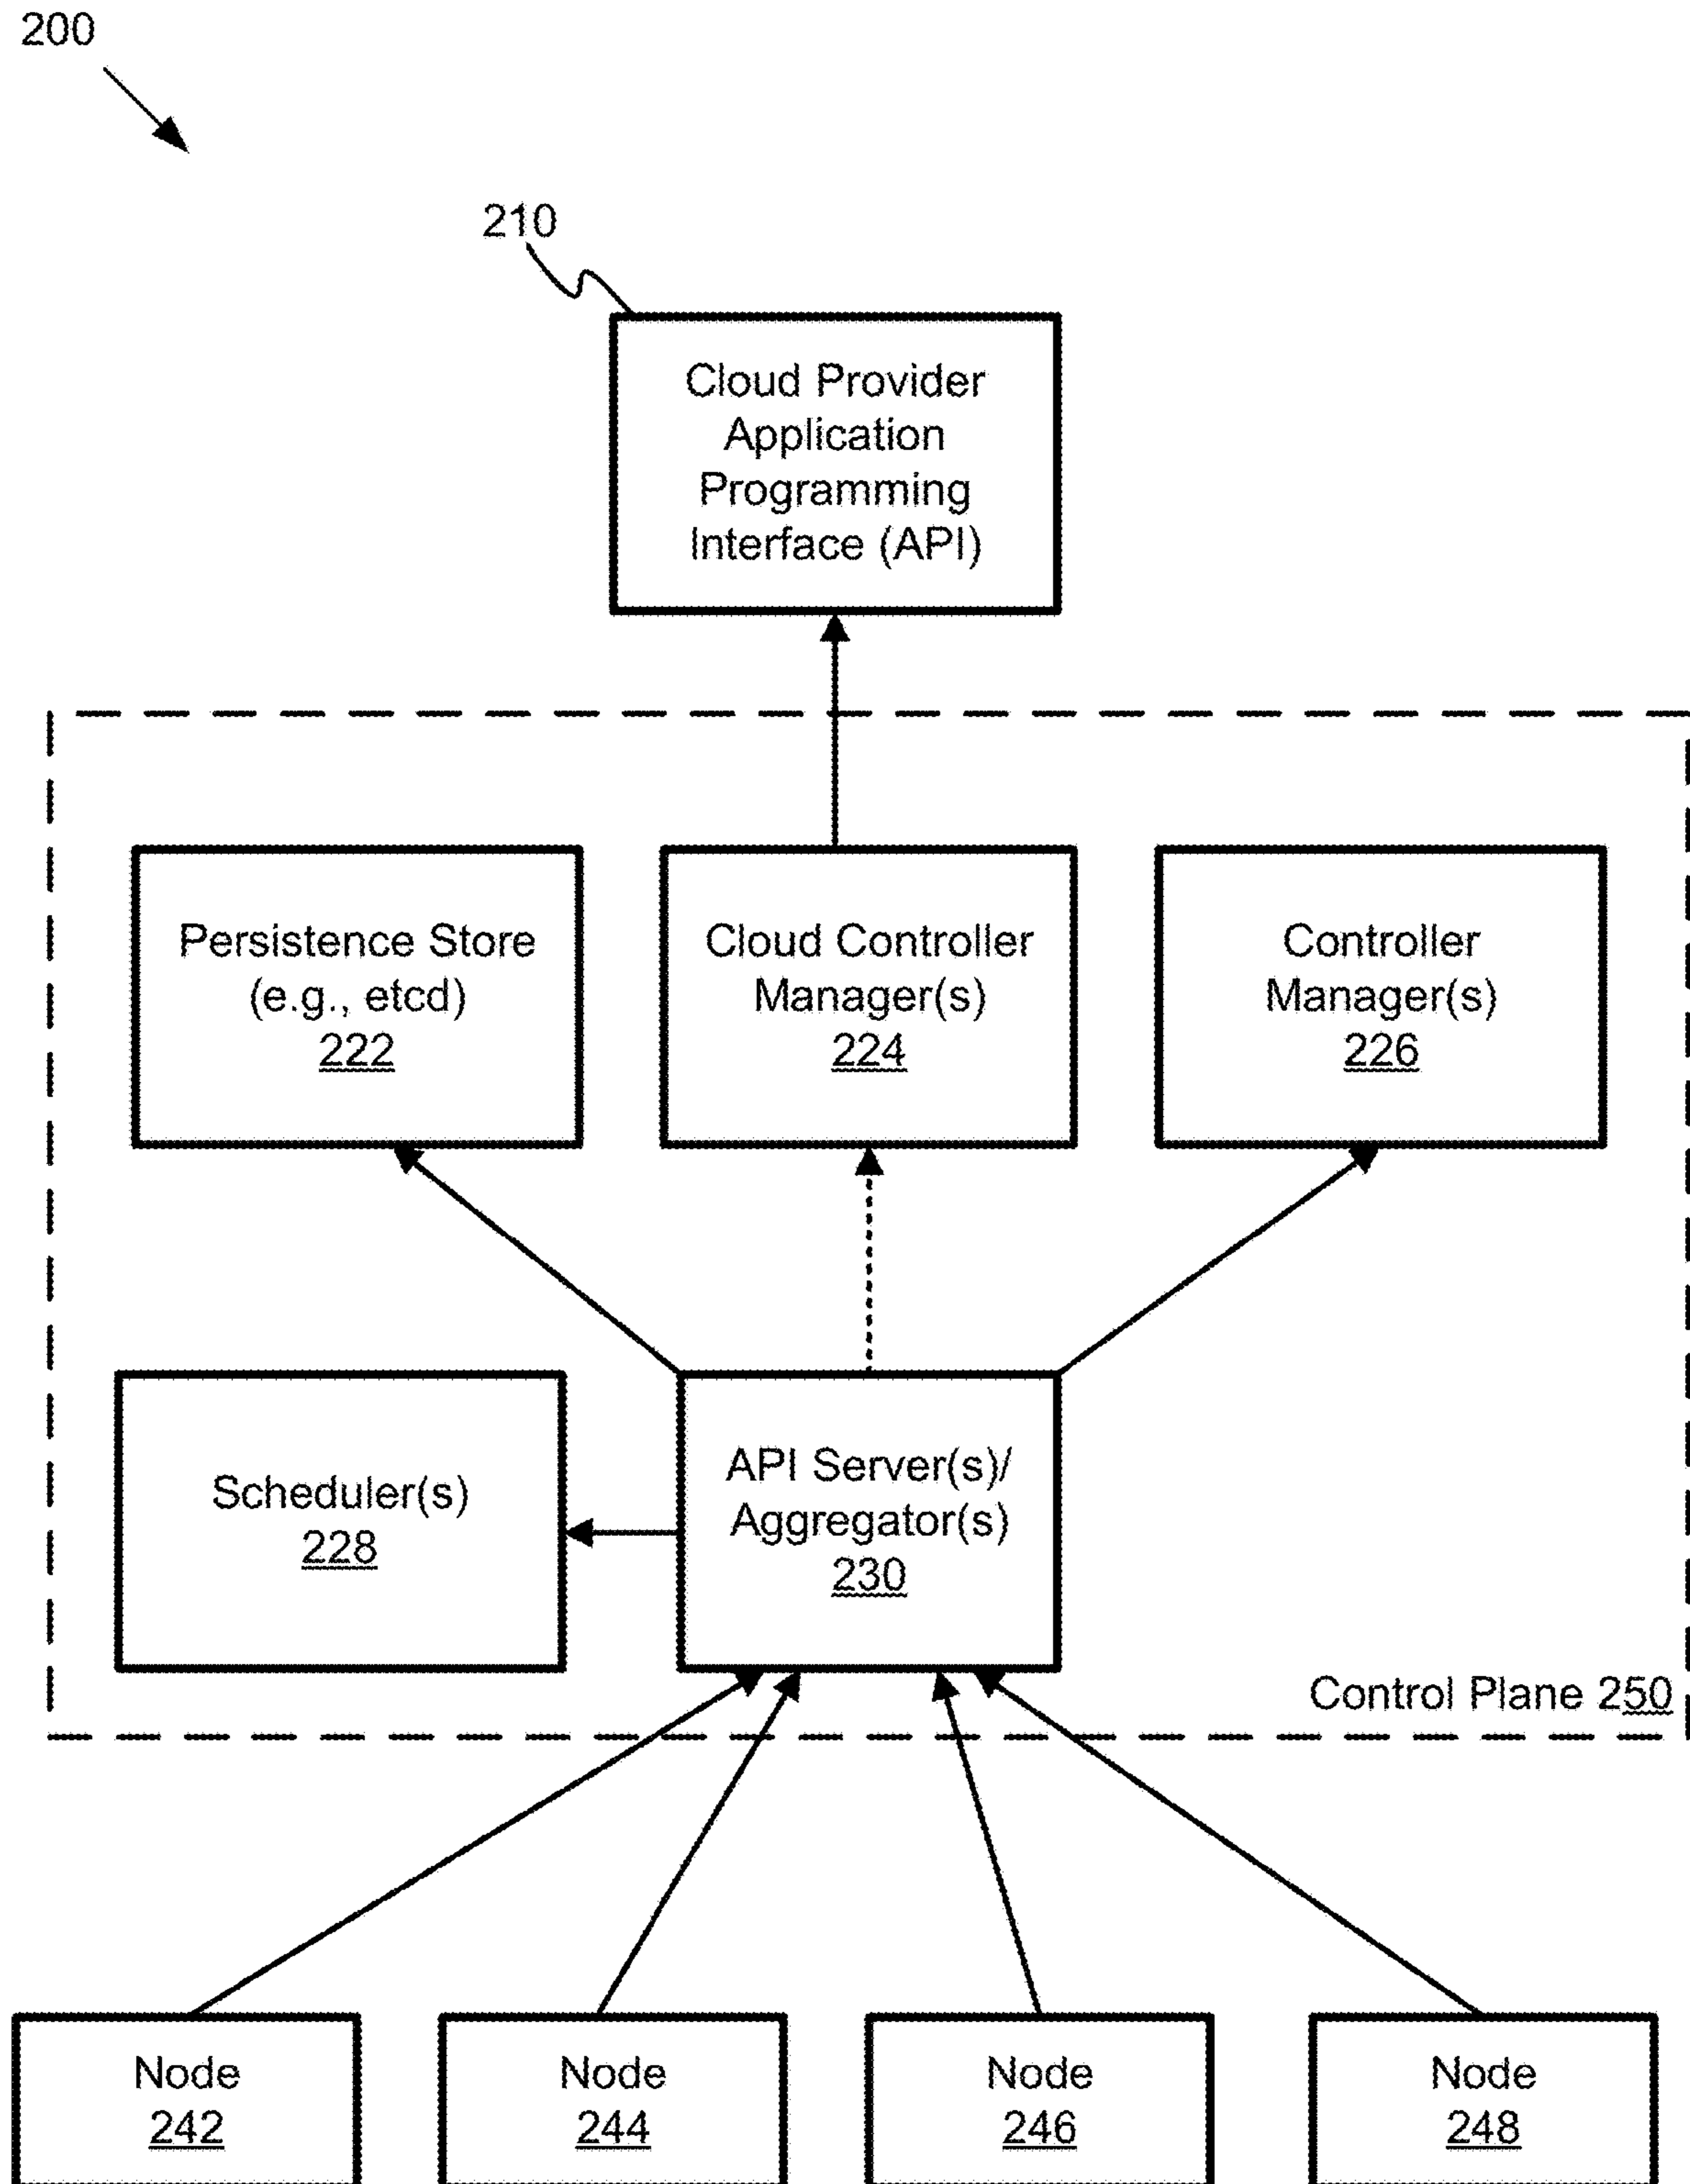 200
210
Cloud Provider
Application
Programming
Interface (API)
Persistence Store
(e.g., etcd)
222
Cloud Controller
Manager(s)
224
Controller
Manager(s)
226
Scheduler(s)
228
API Server(s)/
Aggregator(s)
230
Control Plane 250
Node
242
Node
244
Node
246
Node
248